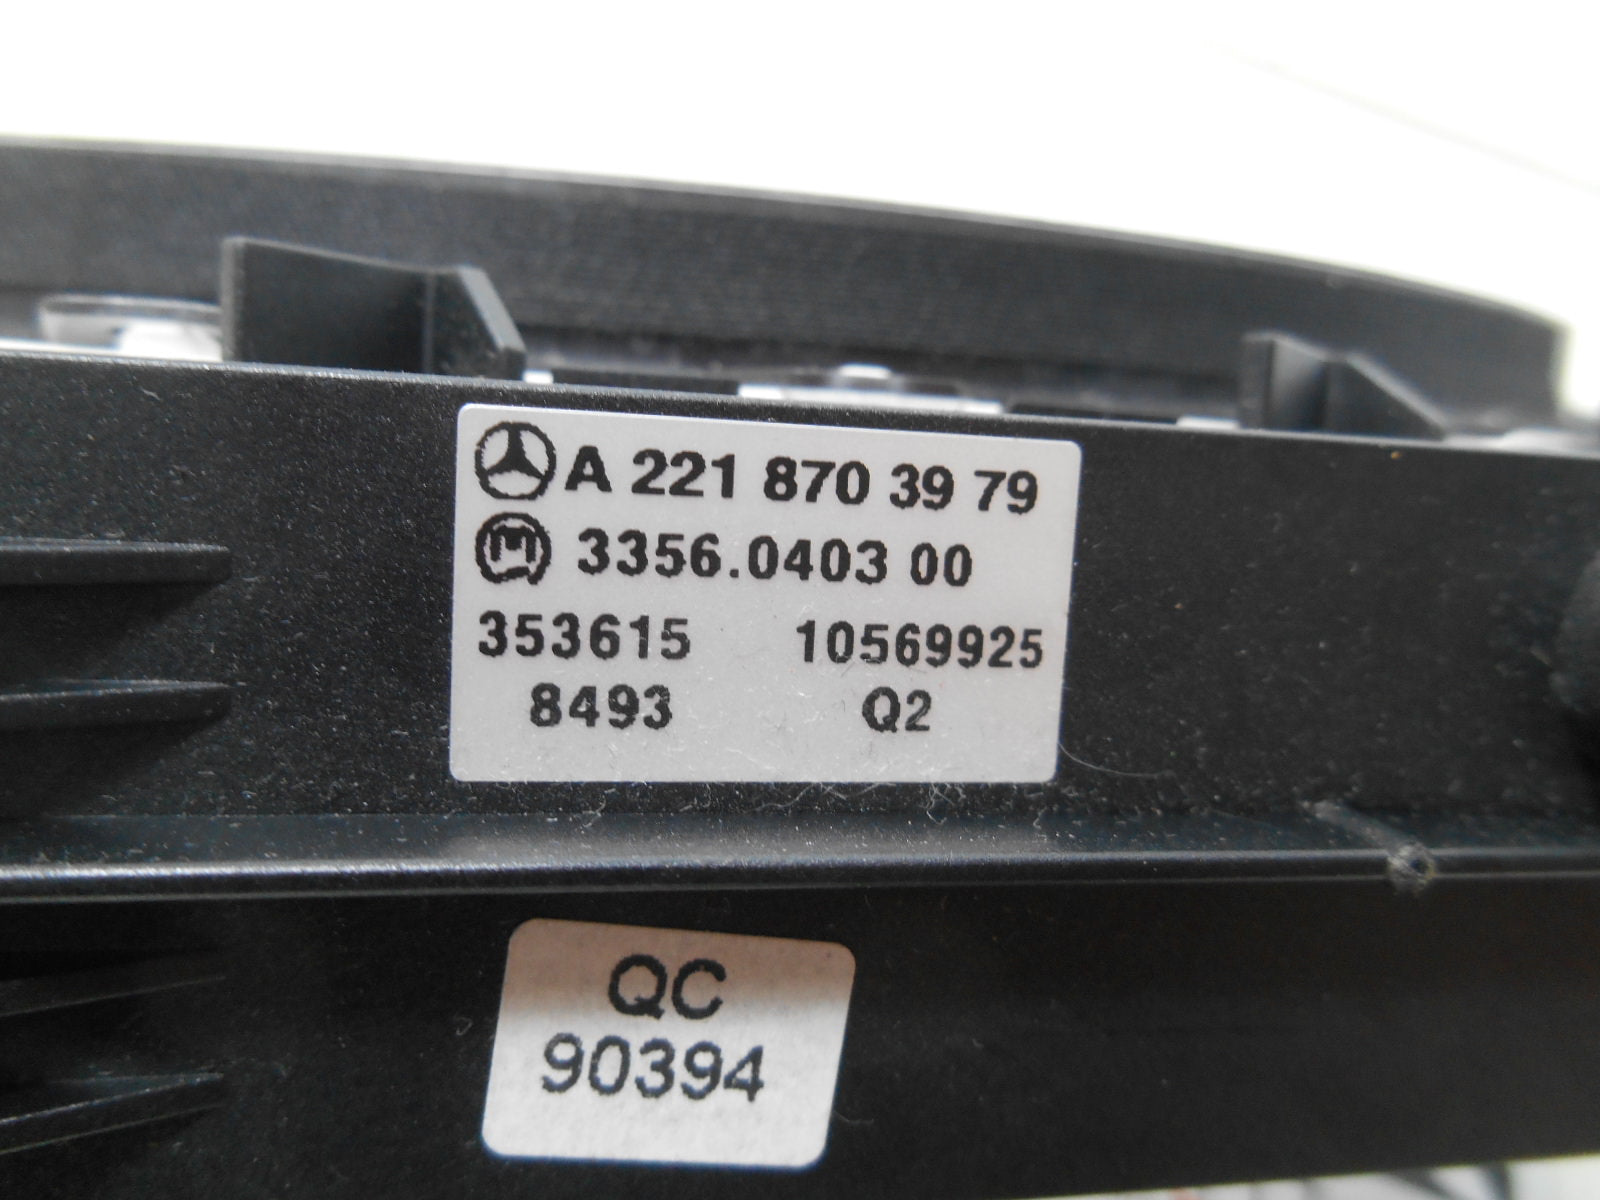 A 221 870 39 79
M 3356.0403 00
353615 10569925
8493 Q2
QC
90394